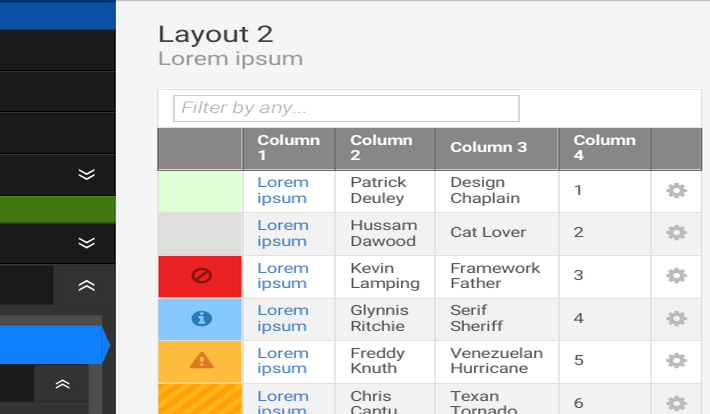 Layout 2
Lorem ipsum
Filter by any...
Column 1 Column 2 Column 3 Column 4
Lorem ipsum Patrick Deuley Design Chaplain 1
Lorem ipsum Hussam Dawood Cat Lover 2
Lorem ipsum Kevin Lamping Framework Father 3
Lorem ipsum Glynnis Ritchie Serif Sheriff 4
Lorem ipsum Freddy Knuth Venezuelan Hurricane 5
Lorem ipsum Chris Cantu Texan Tornado 6